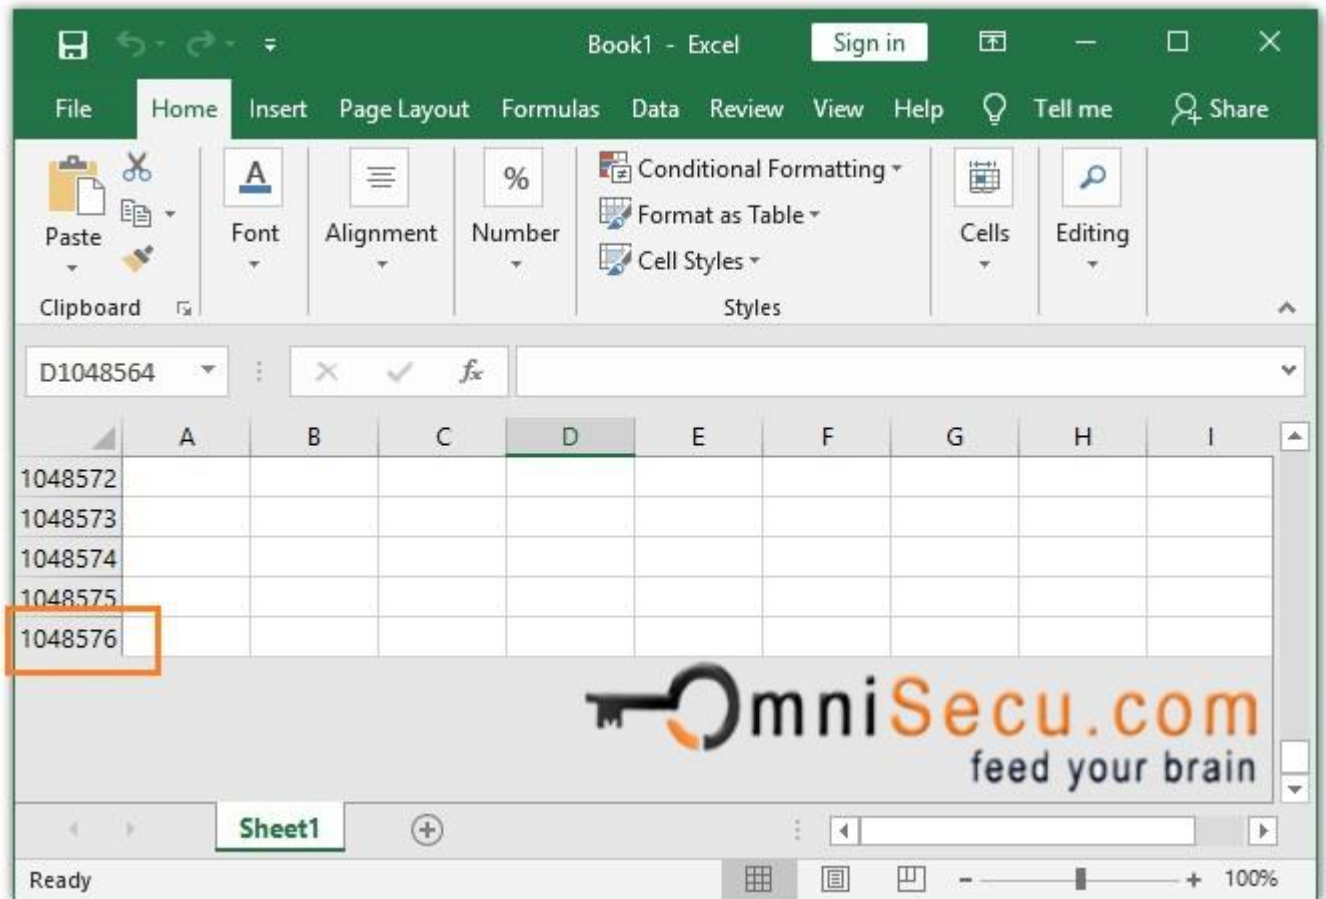 Book1 - Excel Sign in
File Home Insert Page Layout Formulas Data Review View Help Tell me Share
Paste
Clipboard
Font
Alignment
%
Number
Conditional Formatting
Format as Table
Cell Styles
Styles
Cells
Editing
D1048564 fx
A B C D E F G H I
1048572
1048573
1048574
1048575
1048576
OmniSecu.com
feed your brain
Sheet1
Ready 100%